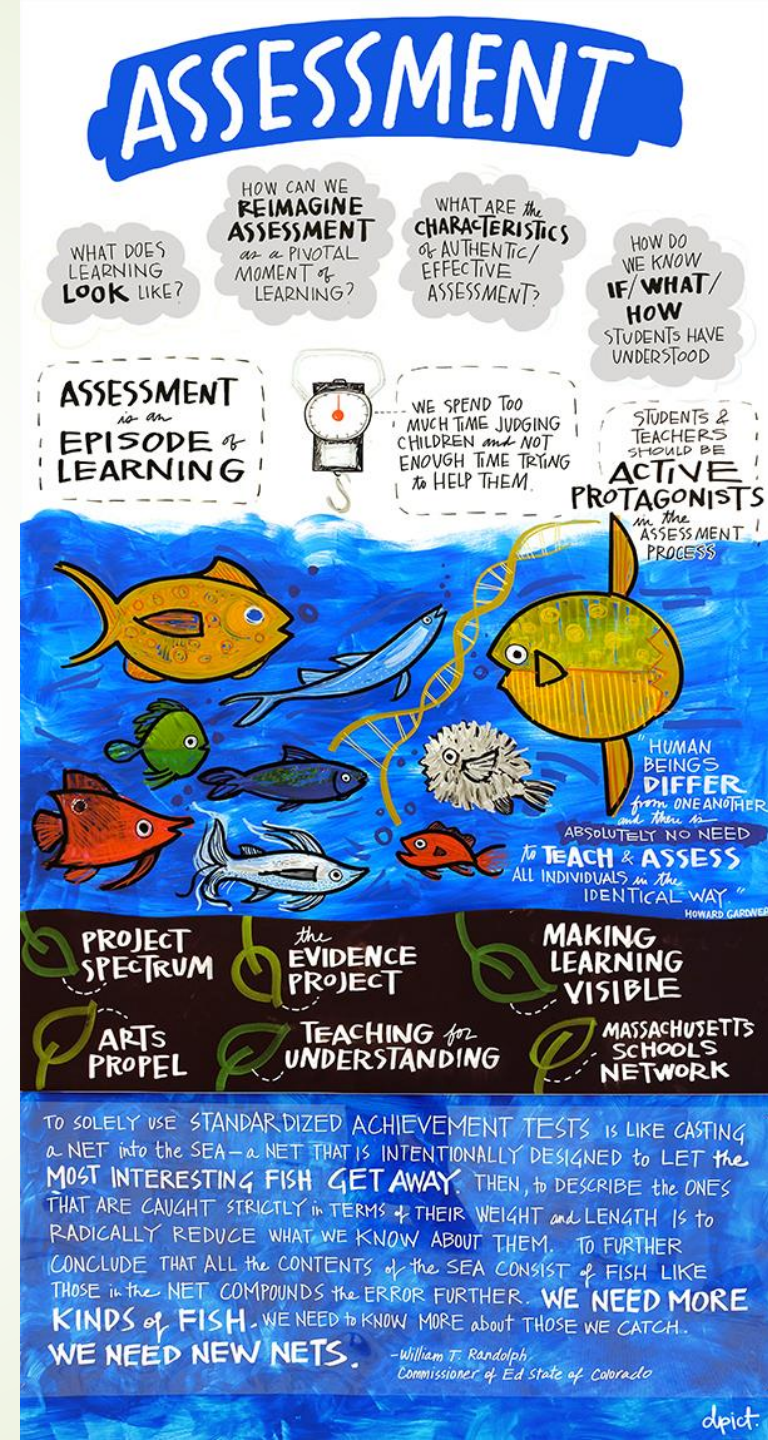 ASSESSMENT
WHAT DOES
LEARNING
LOOK LIKE?
HOW CAN WE
REIMAGINE
ASSESSMENT
as a PIVOTAL
MOMENT of
LEARNING?
WHAT ARE the
CHARACTERISTICS
of AUTHENTIC/
EFFECTIVE
ASSESSMENT?
HOW DO
WE KNOW
IF/WHAT/
HOW
STUDENTS HAVE
UNDERSTOOD
ASSESSMENT
is an
EPISODE of
LEARNING
WE SPEND TOO
MUCH TIME JUDGING
CHILDREN and NOT
ENOUGH TIME TRYING
to HELP THEM.
STUDENTS &
TEACHERS
SHOULD BE
ACTIVE
PROTAGONISTS
in the
ASSESSMENT
PROCESS
"HUMAN
BEINGS
DIFFER
from ONE ANOTHER
and there is
ABSOLUTELY NO NEED
to TEACH & ASSESS
ALL INDIVIDUALS in the
IDENTICAL WAY."
HOWARD GARDNER
PROJECT
SPECTRUM
the
EVIDENCE
PROJECT
MAKING
LEARNING
VISIBLE
ARTS
PROPEL
TEACHING for
UNDERSTANDING
MASSACHUSETTS
SCHOOLS
NETWORK
TO SOLELY USE STANDARDIZED ACHIEVEMENT TESTS IS LIKE CASTING
a NET into the SEA—a NET THAT IS INTENTIONALLY DESIGNED to LET the
MOST INTERESTING FISH GET AWAY. THEN, to DESCRIBE the ONES
THAT ARE CAUGHT STRICTLY in TERMS of THEIR WEIGHT and LENGTH IS to
RADICALLY REDUCE WHAT WE KNOW ABOUT THEM. TO FURTHER
CONCLUDE THAT ALL the CONTENTS of the SEA CONSIST of FISH LIKE
THOSE in the NET COMPOUNDS the ERROR FURTHER. WE NEED MORE
KINDS of FISH. WE NEED to KNOW MORE about THOSE WE CATCH.
WE NEED NEW NETS.
-William T. Randolph,
Commissioner of Ed State of Colorado
dpict.